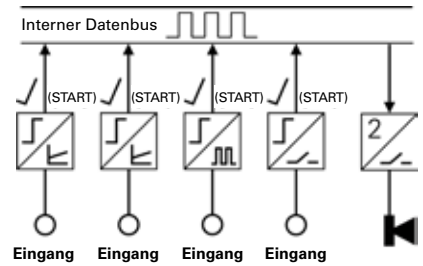 Interner Datenbus
(START) (START) (START) (START)
2
Eingang Eingang Eingang Eingang